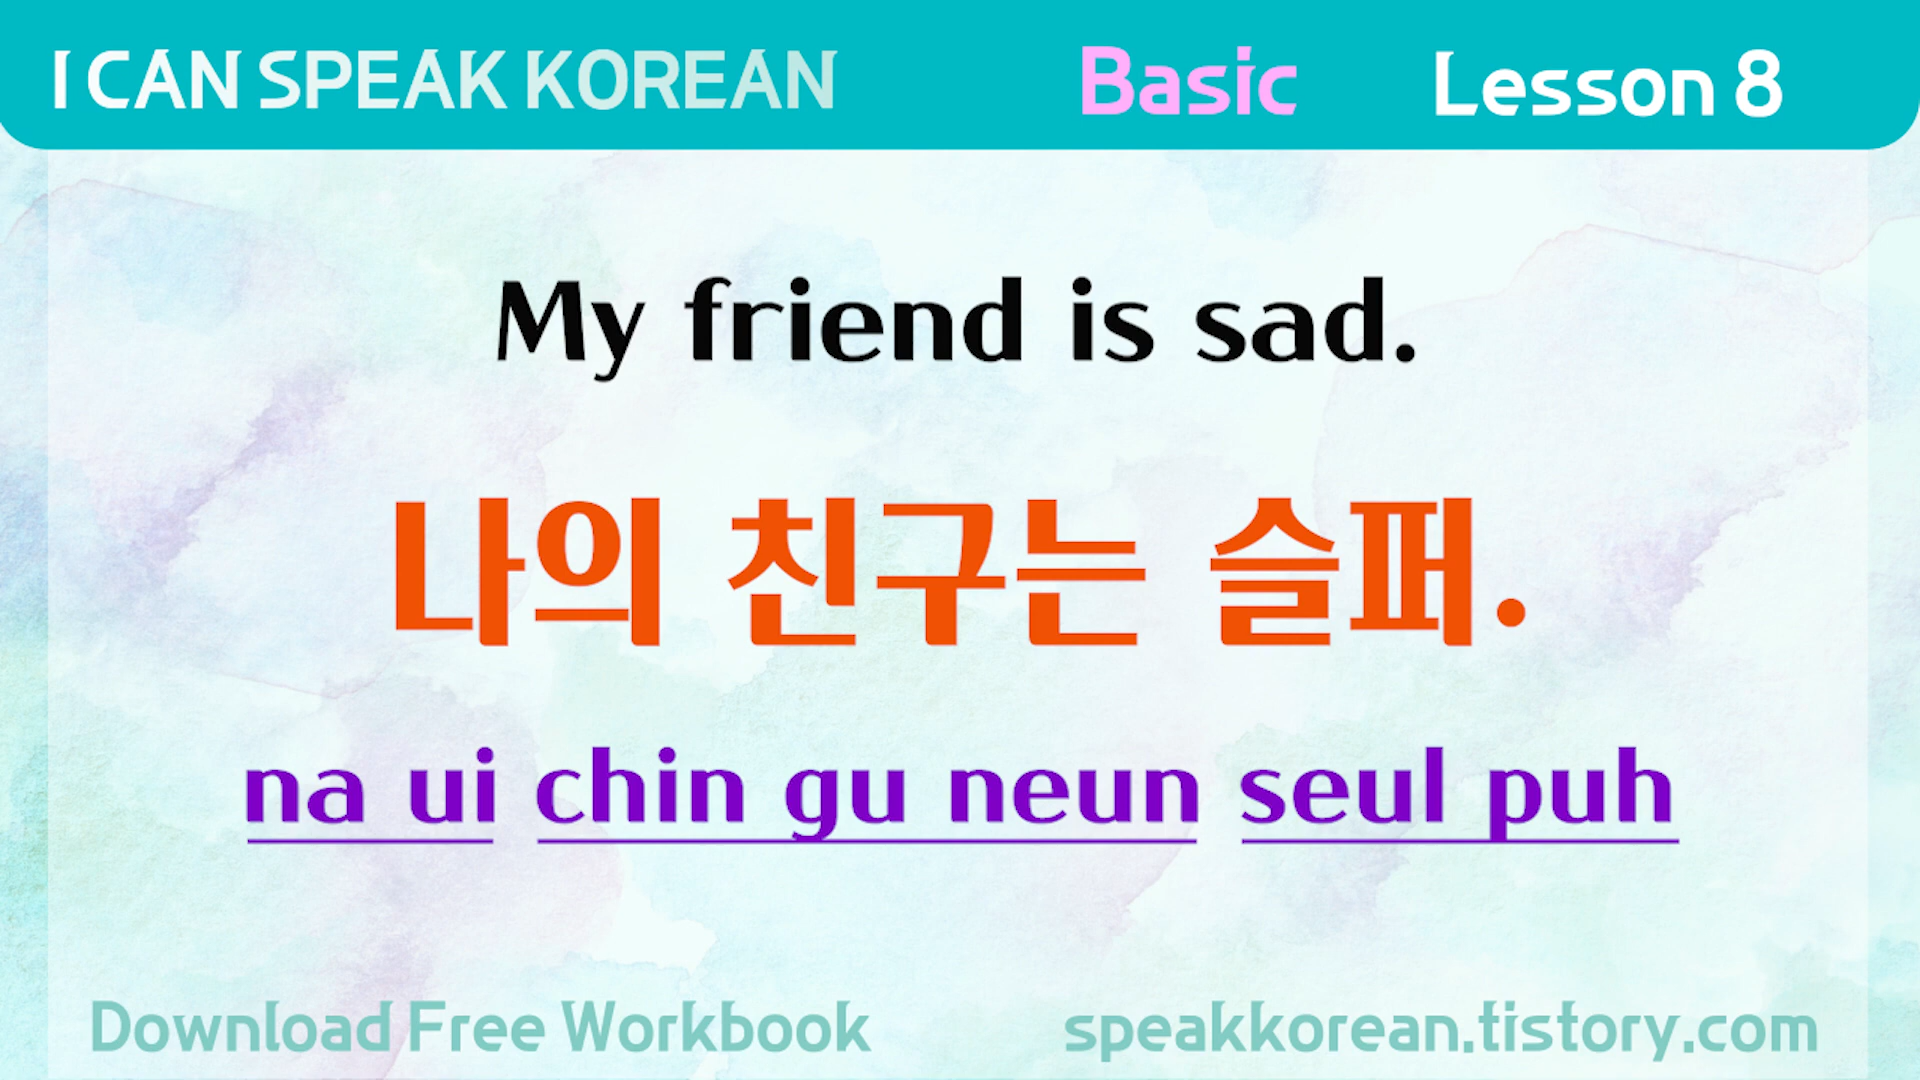 I CAN SPEAK KOREAN Basic Lesson 8
My friend is sad.
나의 친구는 슬퍼.
na ui chin gu neun seul puh
Download Free Workbook speakkorean.tistory.com